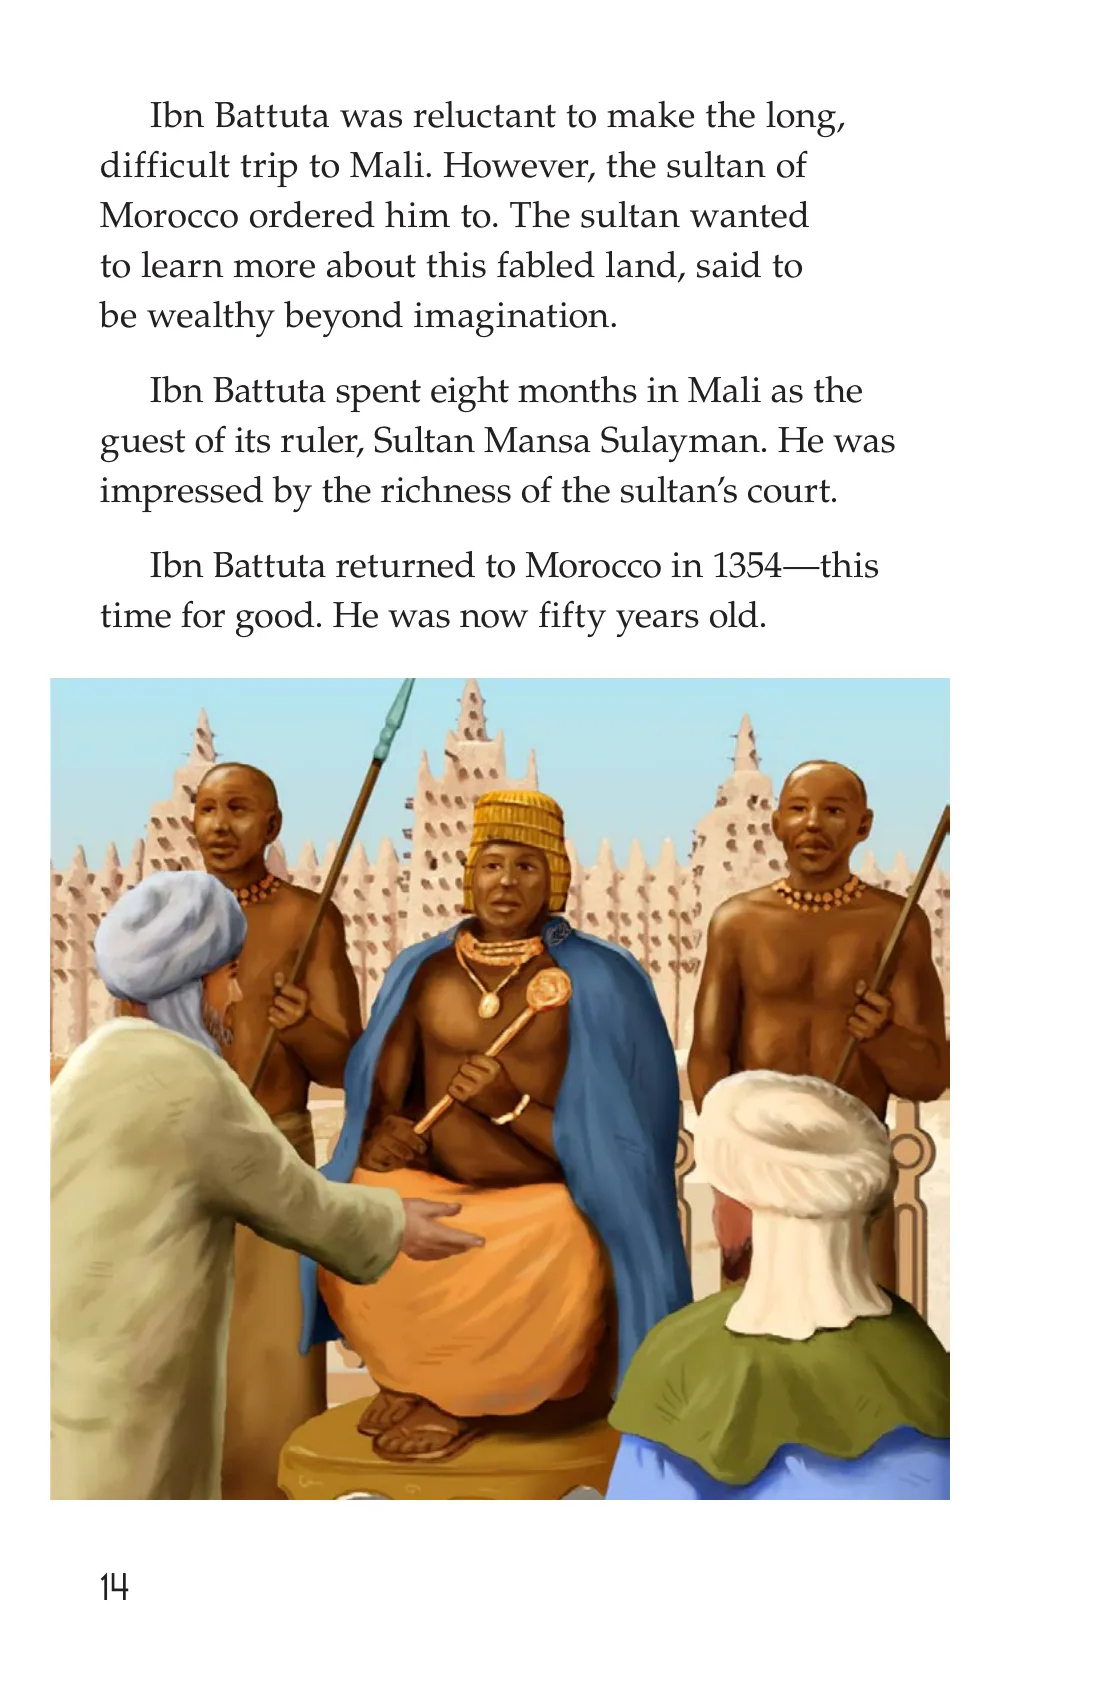 Ibn Battuta was reluctant to make the long,
difficult trip to Mali. However, the sultan of
Morocco ordered him to. The sultan wanted
to learn more about this fabled land, said to
be wealthy beyond imagination.
Ibn Battuta spent eight months in Mali as the
guest of its ruler, Sultan Mansa Sulayman. He was
impressed by the richness of the sultan’s court.
Ibn Battuta returned to Morocco in 1354—this
time for good. He was now fifty years old.
14